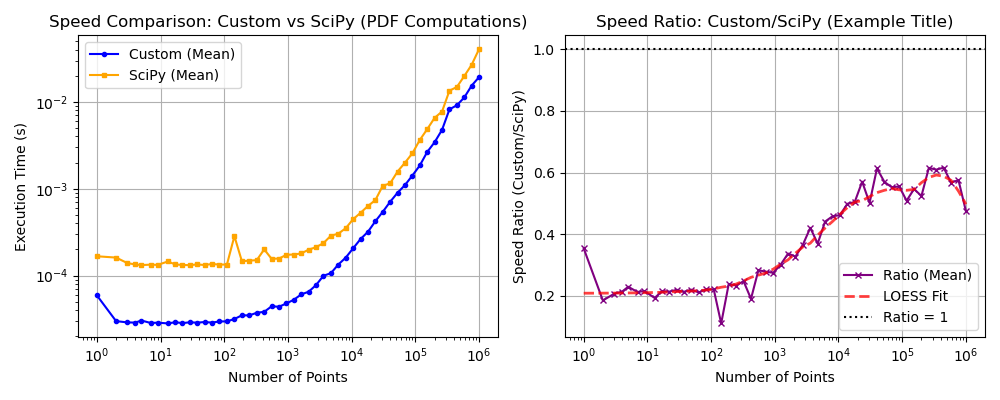 Speed Comparison: Custom vs SciPy (PDF Computations)
Execution Time (s)
10⁻²
10⁻³
10⁻⁴
Custom (Mean)
SciPy (Mean)
10⁰ 10¹ 10² 10³ 10⁴ 10⁵ 10⁶
Number of Points
Speed Ratio: Custom/SciPy (Example Title)
Speed Ratio (Custom/SciPy)
1.0
0.8
0.6
0.4
0.2
Ratio (Mean)
LOESS Fit
Ratio = 1
10⁰ 10¹ 10² 10³ 10⁴ 10⁵ 10⁶
Number of Points